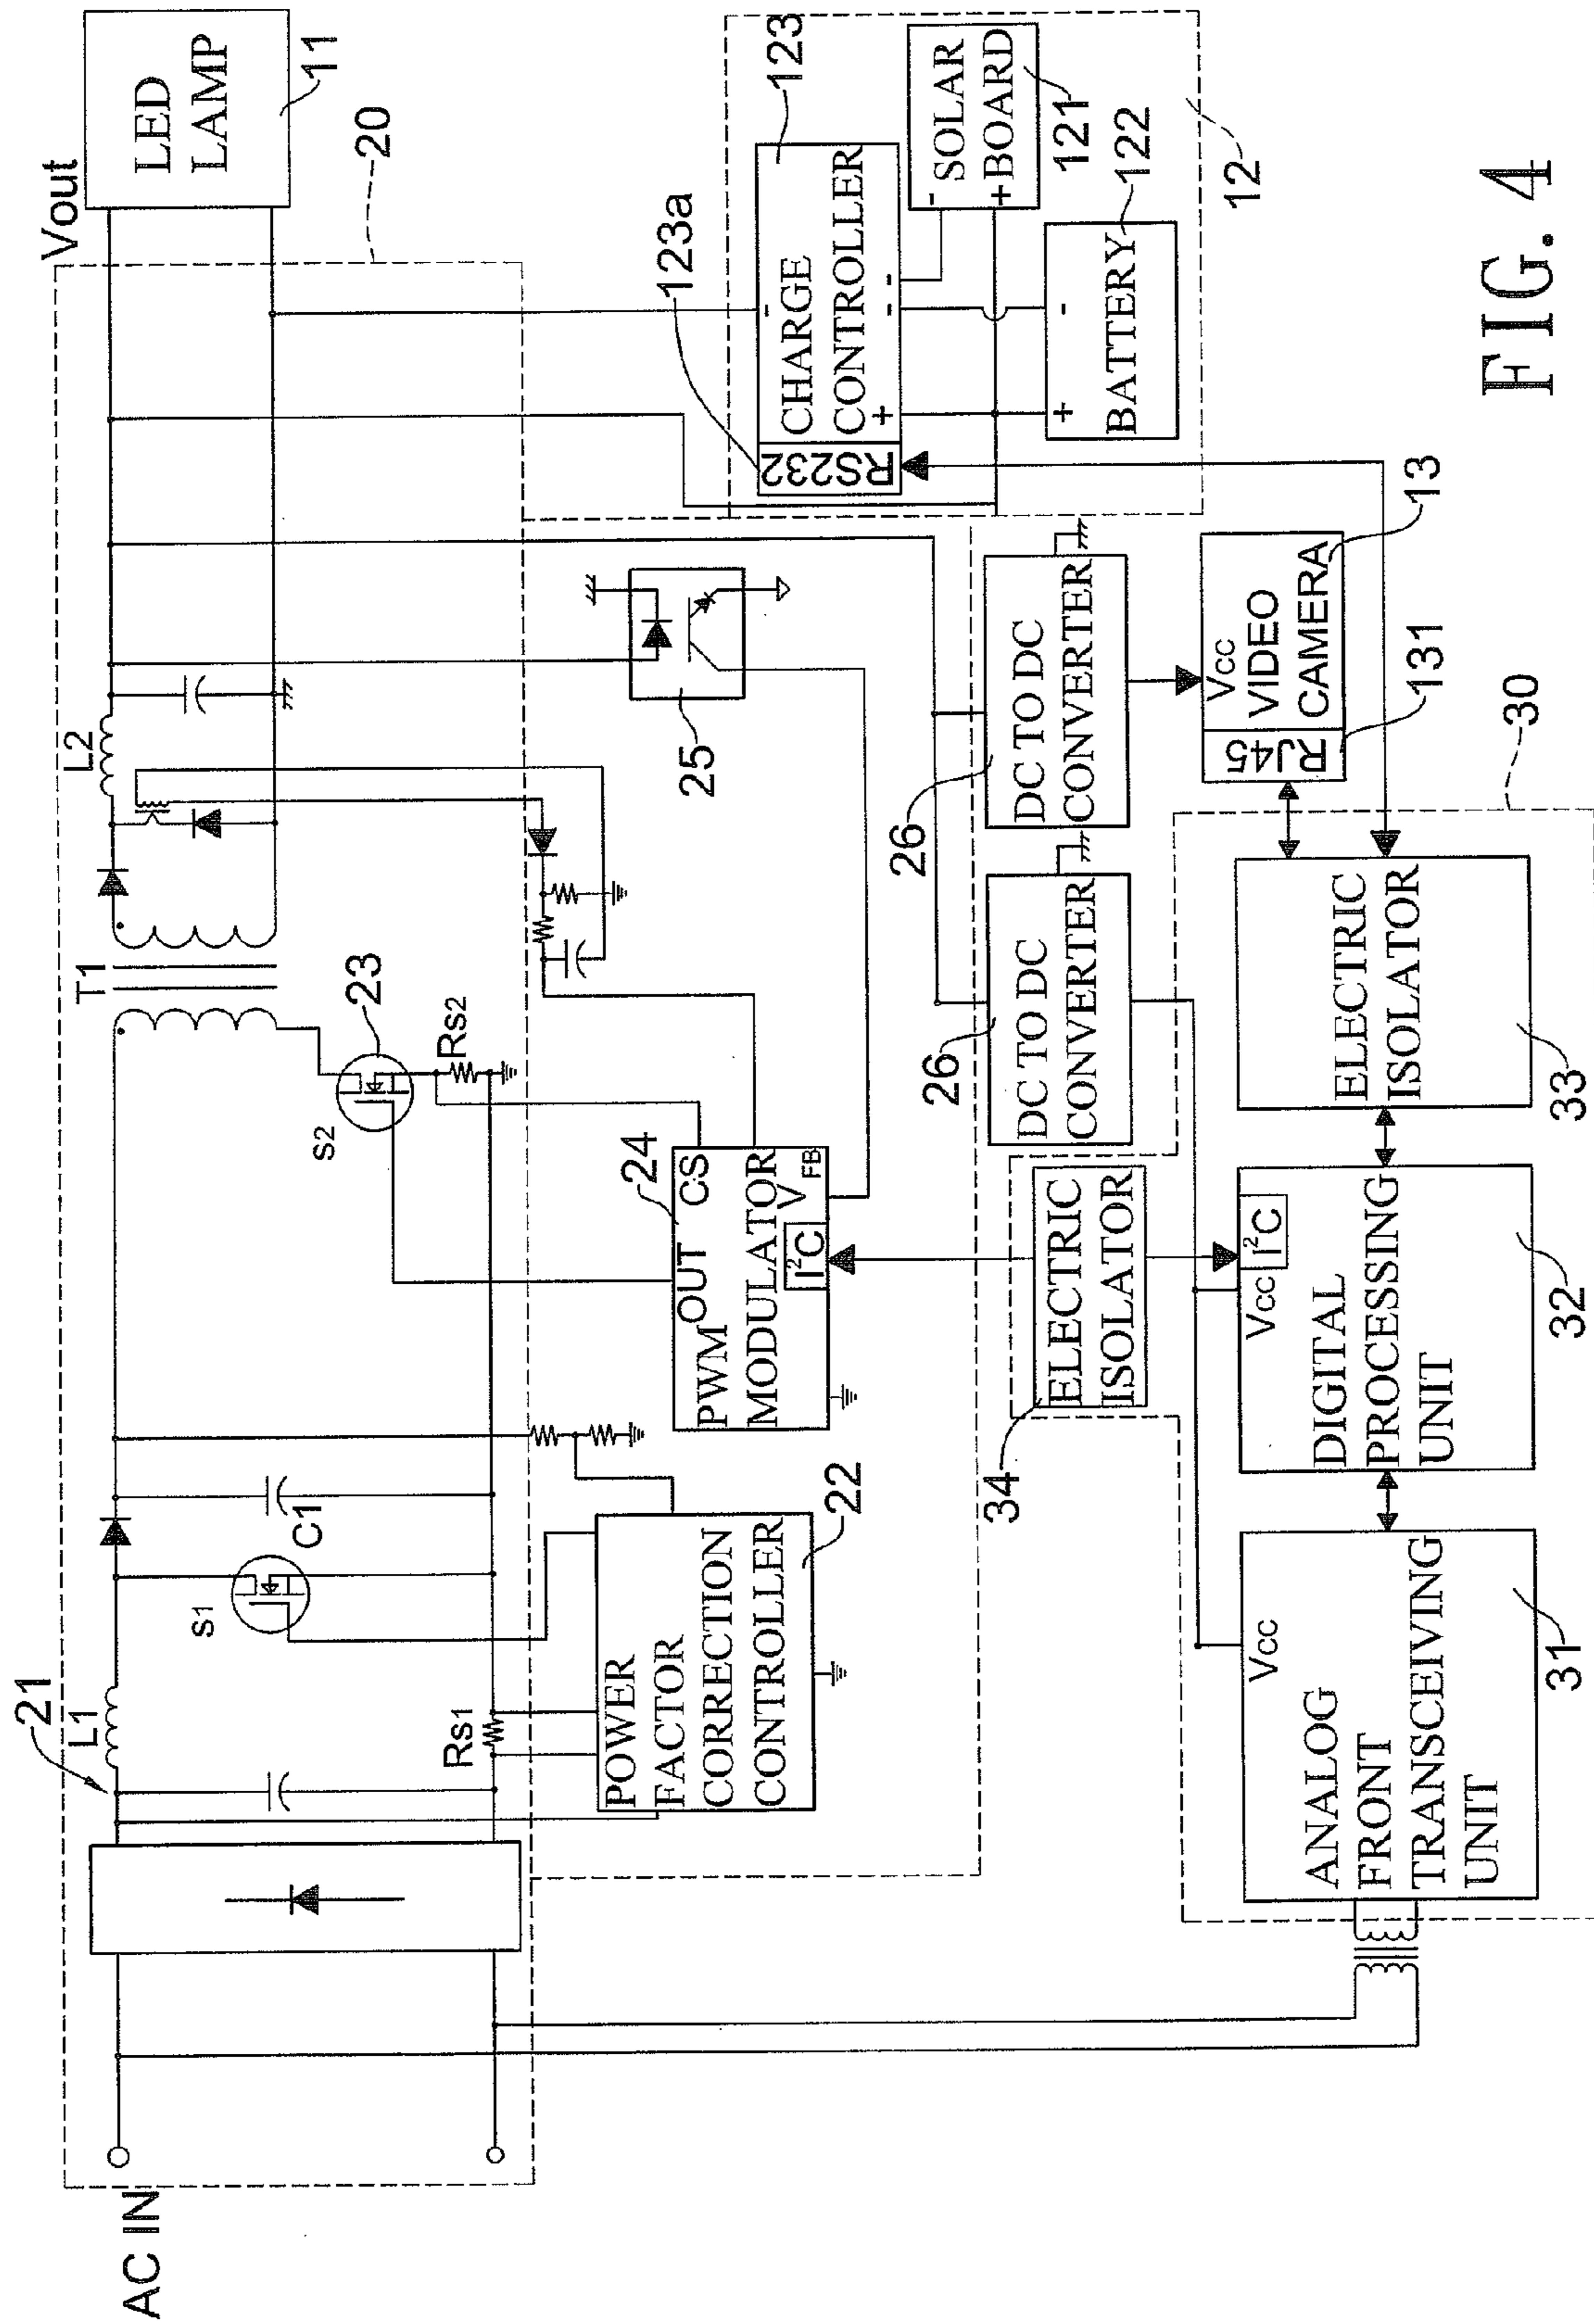 AC IN
21
L1
S1
C1
Rs1
POWER
FACTOR
CORRECTION
CONTROLLER
22
S2
23
Rs2
T1
L2
Vout
LED
LAMP
11
20
24
OUT CS
PWM
MODULATOR
I²C
VFB
25
123a
123
RS232
CHARGE
CONTROLLER
+
-
-
-
-
SOLAR
+BOARD
121
+
-
BATTERY
122
12
26
DC TO DC
CONVERTER
26
DC TO DC
CONVERTER
Vcc
VIDEO
CAMERA
RJ45
13
131
30
34
ELECTRIC
ISOLATOR
Vcc
ANALOG
FRONT
TRANSCEIVING
UNIT
31
Vcc
I²C
DIGITAL
PROCESSING
UNIT
32
ELECTRIC
ISOLATOR
33
FIG. 4